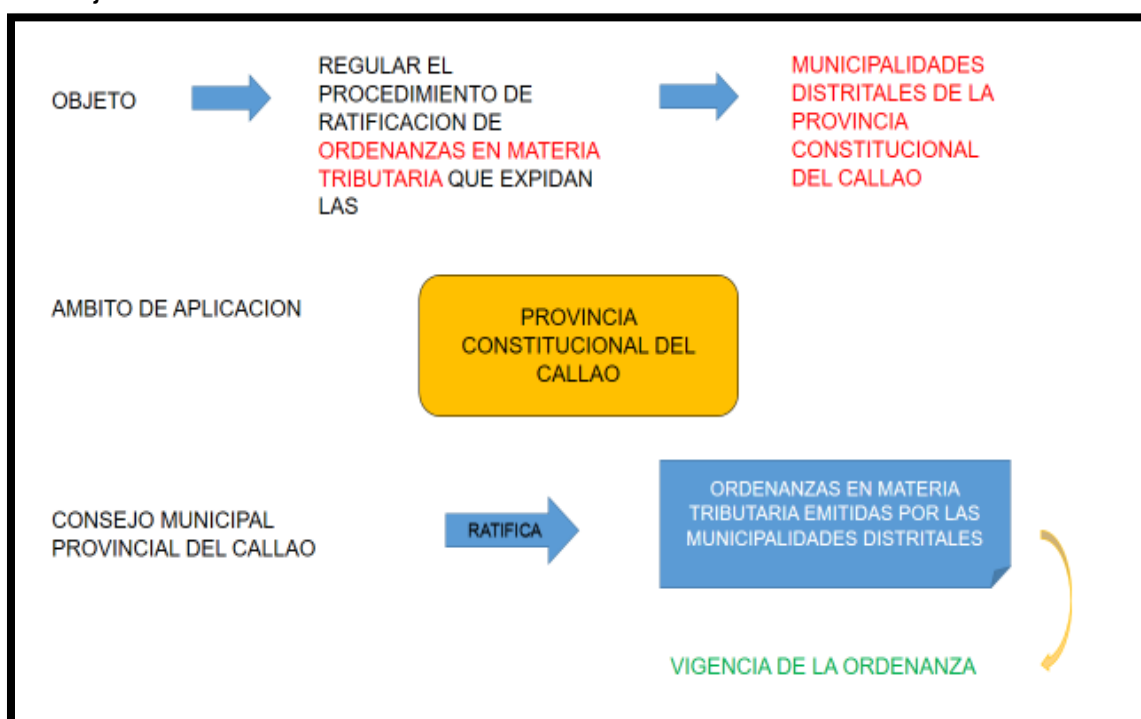 OBJETO
REGULAR EL
PROCEDIMIENTO DE
RATIFICACION DE
ORDENANZAS EN MATERIA
TRIBUTARIA QUE EXPIDAN
LAS
MUNICIPALIDADES
DISTRITALES DE LA
PROVINCIA
CONSTITUCIONAL
DEL CALLAO
AMBITO DE APLICACION
PROVINCIA
CONSTITUCIONAL DEL
CALLAO
CONSEJO MUNICIPAL
PROVINCIAL DEL CALLAO
RATIFICA
ORDENANZAS EN MATERIA
TRIBUTARIA EMITIDAS POR LAS
MUNICIPALIDADES DISTRITALES
VIGENCIA DE LA ORDENANZA